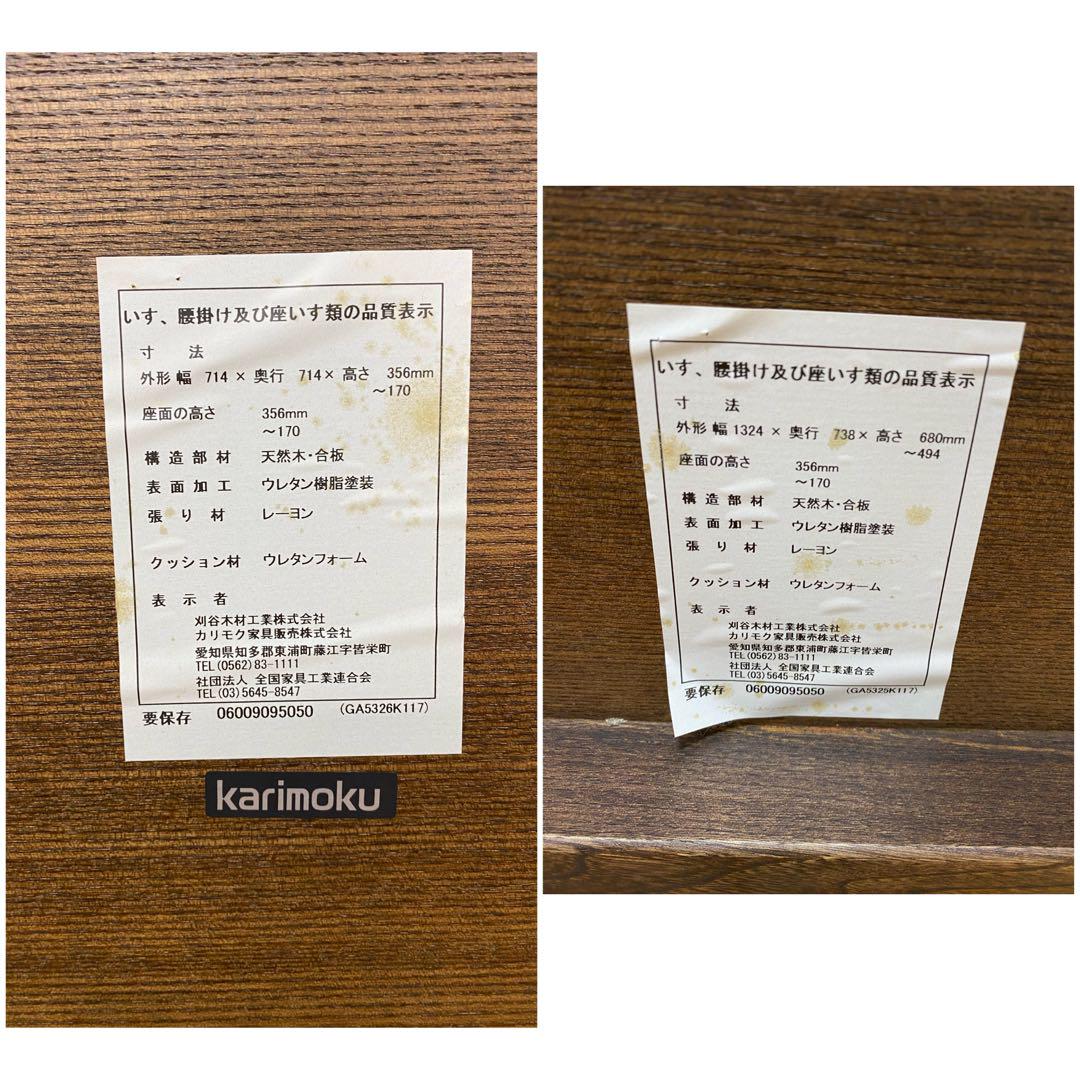 いす、腰掛け及び座いす類の品質表示
寸 法
外形 幅 714 × 奥行 714 × 高さ 356mm
～170
座面の高さ 356mm
～170
構造部材 天然木・合板
表面加工 ウレタン樹脂塗装
張り材 レーヨン
クッション材 ウレタンフォーム
表示者
刈谷木材工業株式会社
カリモク家具販売株式会社
愛知県知多郡東浦町藤江字皆栄町
TEL(0562)83-1111
社団法人 全国家具工業連合会
TEL(03)5645-8547
要保存 06009095050 (GA5326K117)
karimoku
いす、腰掛け及び座いす類の品質表示
寸 法
外形 幅 1324 × 奥行 738 × 高さ 680mm
～494
座面の高さ 356mm
～170
構造部材 天然木・合板
表面加工 ウレタン樹脂塗装
張り材 レーヨン
クッション材 ウレタンフォーム
表示者
刈谷木材工業株式会社
カリモク家具販売株式会社
愛知県知多郡東浦町藤江字皆栄町
TEL(0562)83-1111
社団法人 全国家具工業連合会
TEL(03)5645-8547
要保存 06009095050 (GA5325K117)